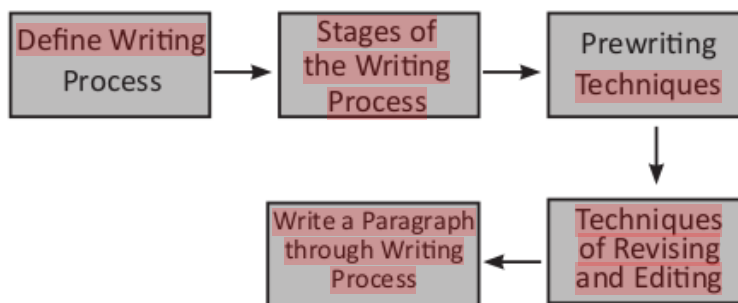 Define Writing
Process
Stages of
the Writing
Process
Prewriting
Techniques
Techniques
of Revising
and Editing
Write a Paragraph
through Writing
Process